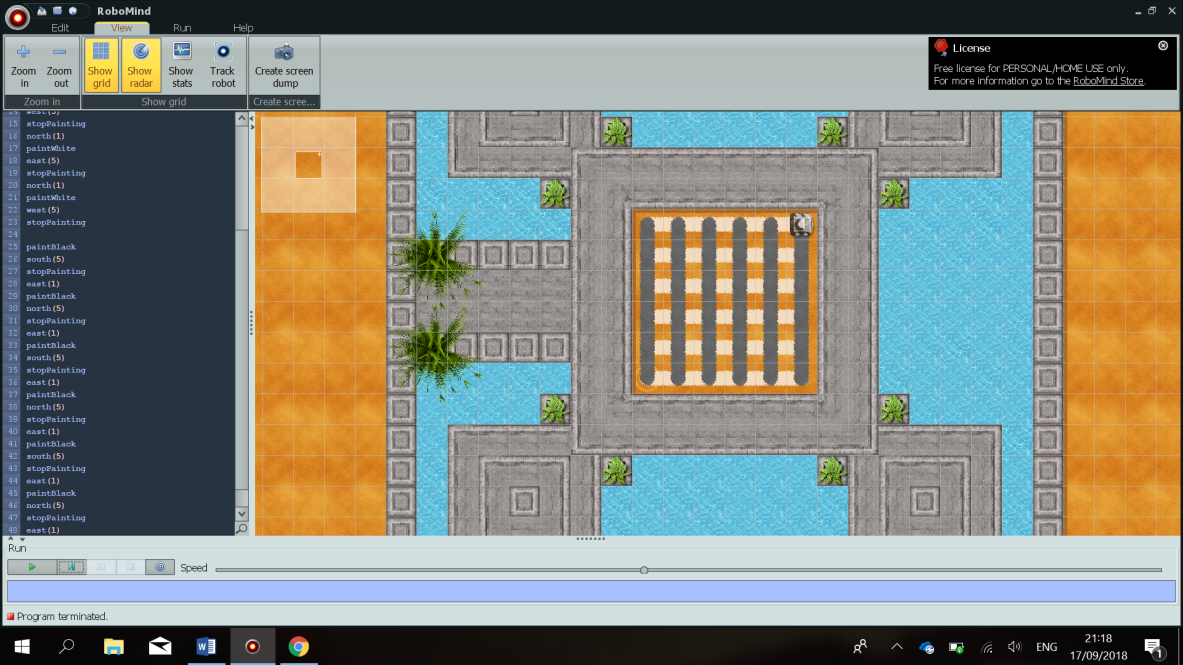 RoboMind
Edit
View
Run
Help
Zoom in
Zoom out
Show grid
Show radar
Show stats
Track robot
Create screen dump
Zoom in
Show grid
Create scree...
License
Free license for PERSONAL/HOME USE only.
For more information go to the RoboMind Store.
14 west(5)
15 stopPainting
16 north(1)
17 paintWhite
18 east(5)
19 stopPainting
20 north(1)
21 paintWhite
22 west(5)
23 stopPainting
24
25 paintBlack
26 south(5)
27 stopPainting
28 east(1)
29 paintBlack
30 north(5)
31 stopPainting
32 east(1)
33 paintBlack
34 south(5)
35 stopPainting
36 east(1)
37 paintBlack
38 north(5)
39 stopPainting
40 east(1)
41 paintBlack
42 south(5)
43 stopPainting
44 east(1)
45 paintBlack
46 north(5)
47 stopPainting
48 east(1)
Run
Speed
Program terminated.
ENG
21:18
17/09/2018
1